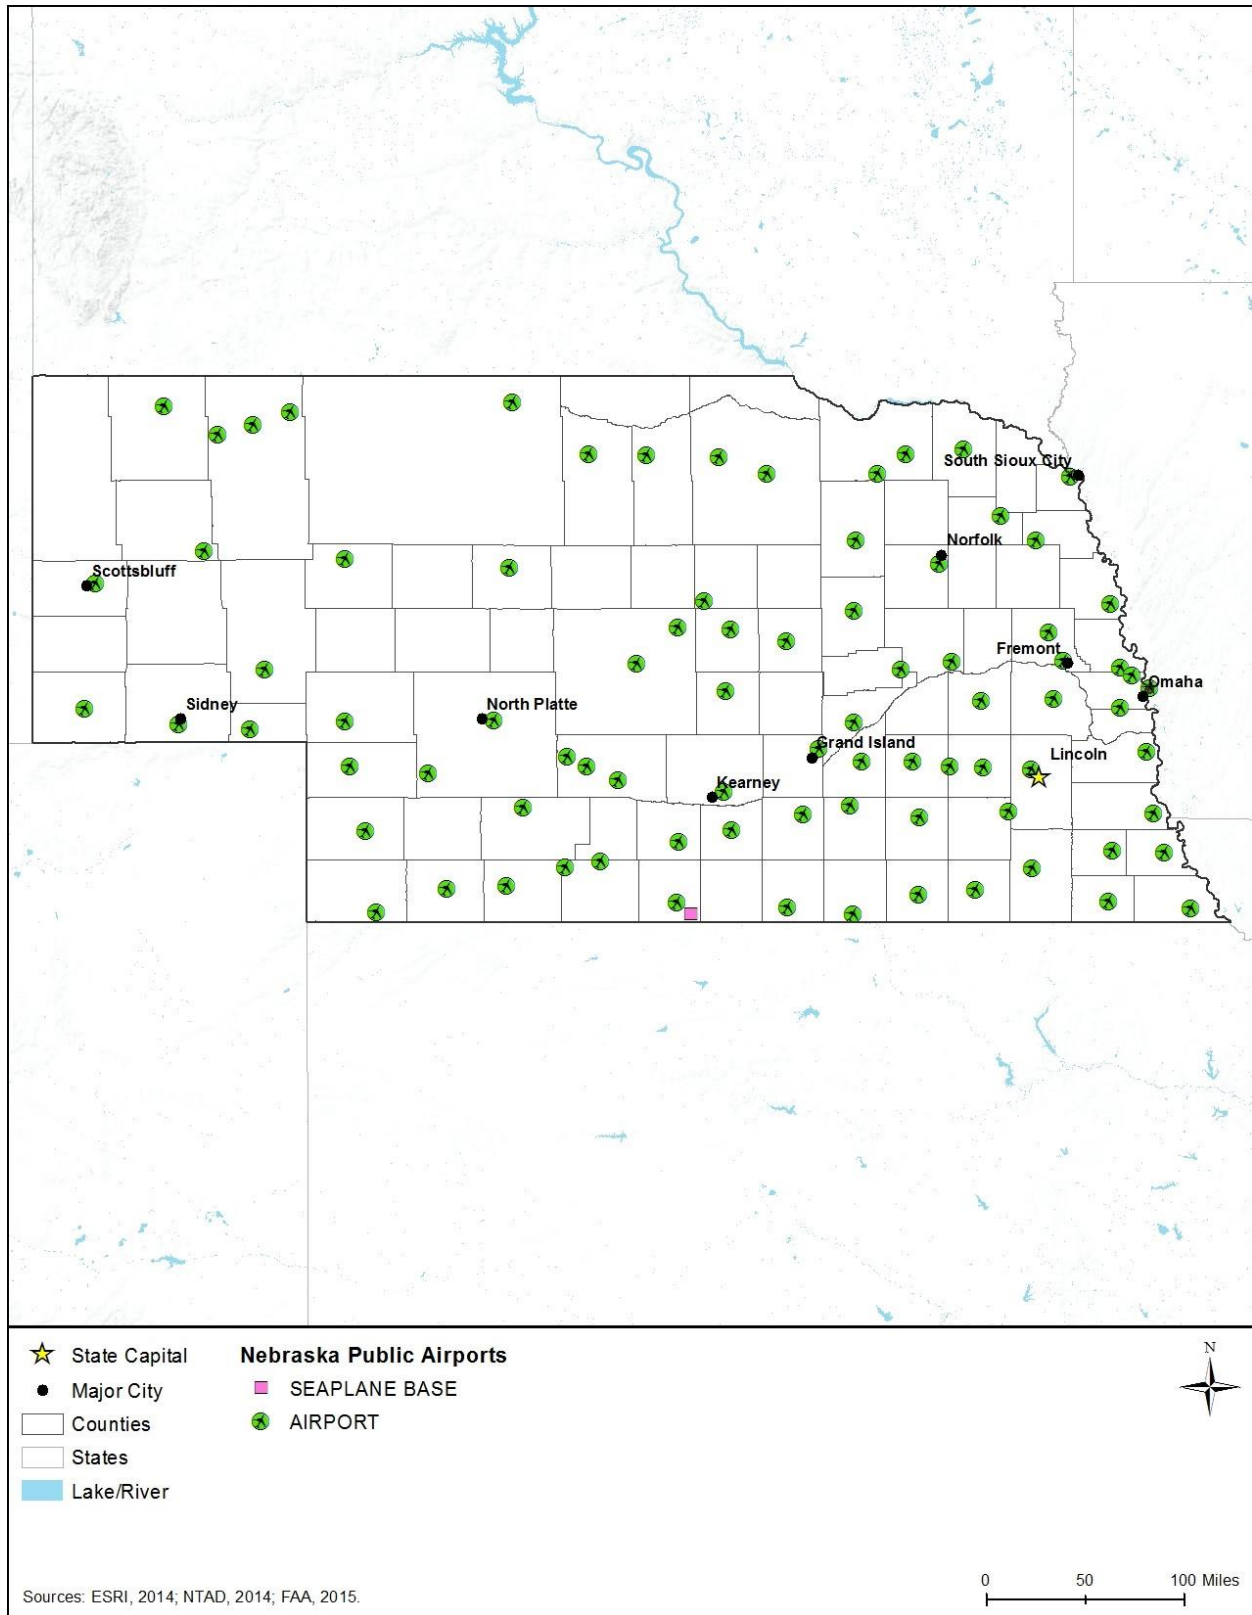 South Sioux City
Norfolk
Scottsbluff
Fremont
Omaha
Sidney
North Platte
Grand Island
Lincoln
Kearney
State Capital
Major City
Counties
States
Lake/River
Nebraska Public Airports
SEAPLANE BASE
AIRPORT
N
Sources: ESRI, 2014; NTAD, 2014; FAA, 2015.
0 50 100 Miles